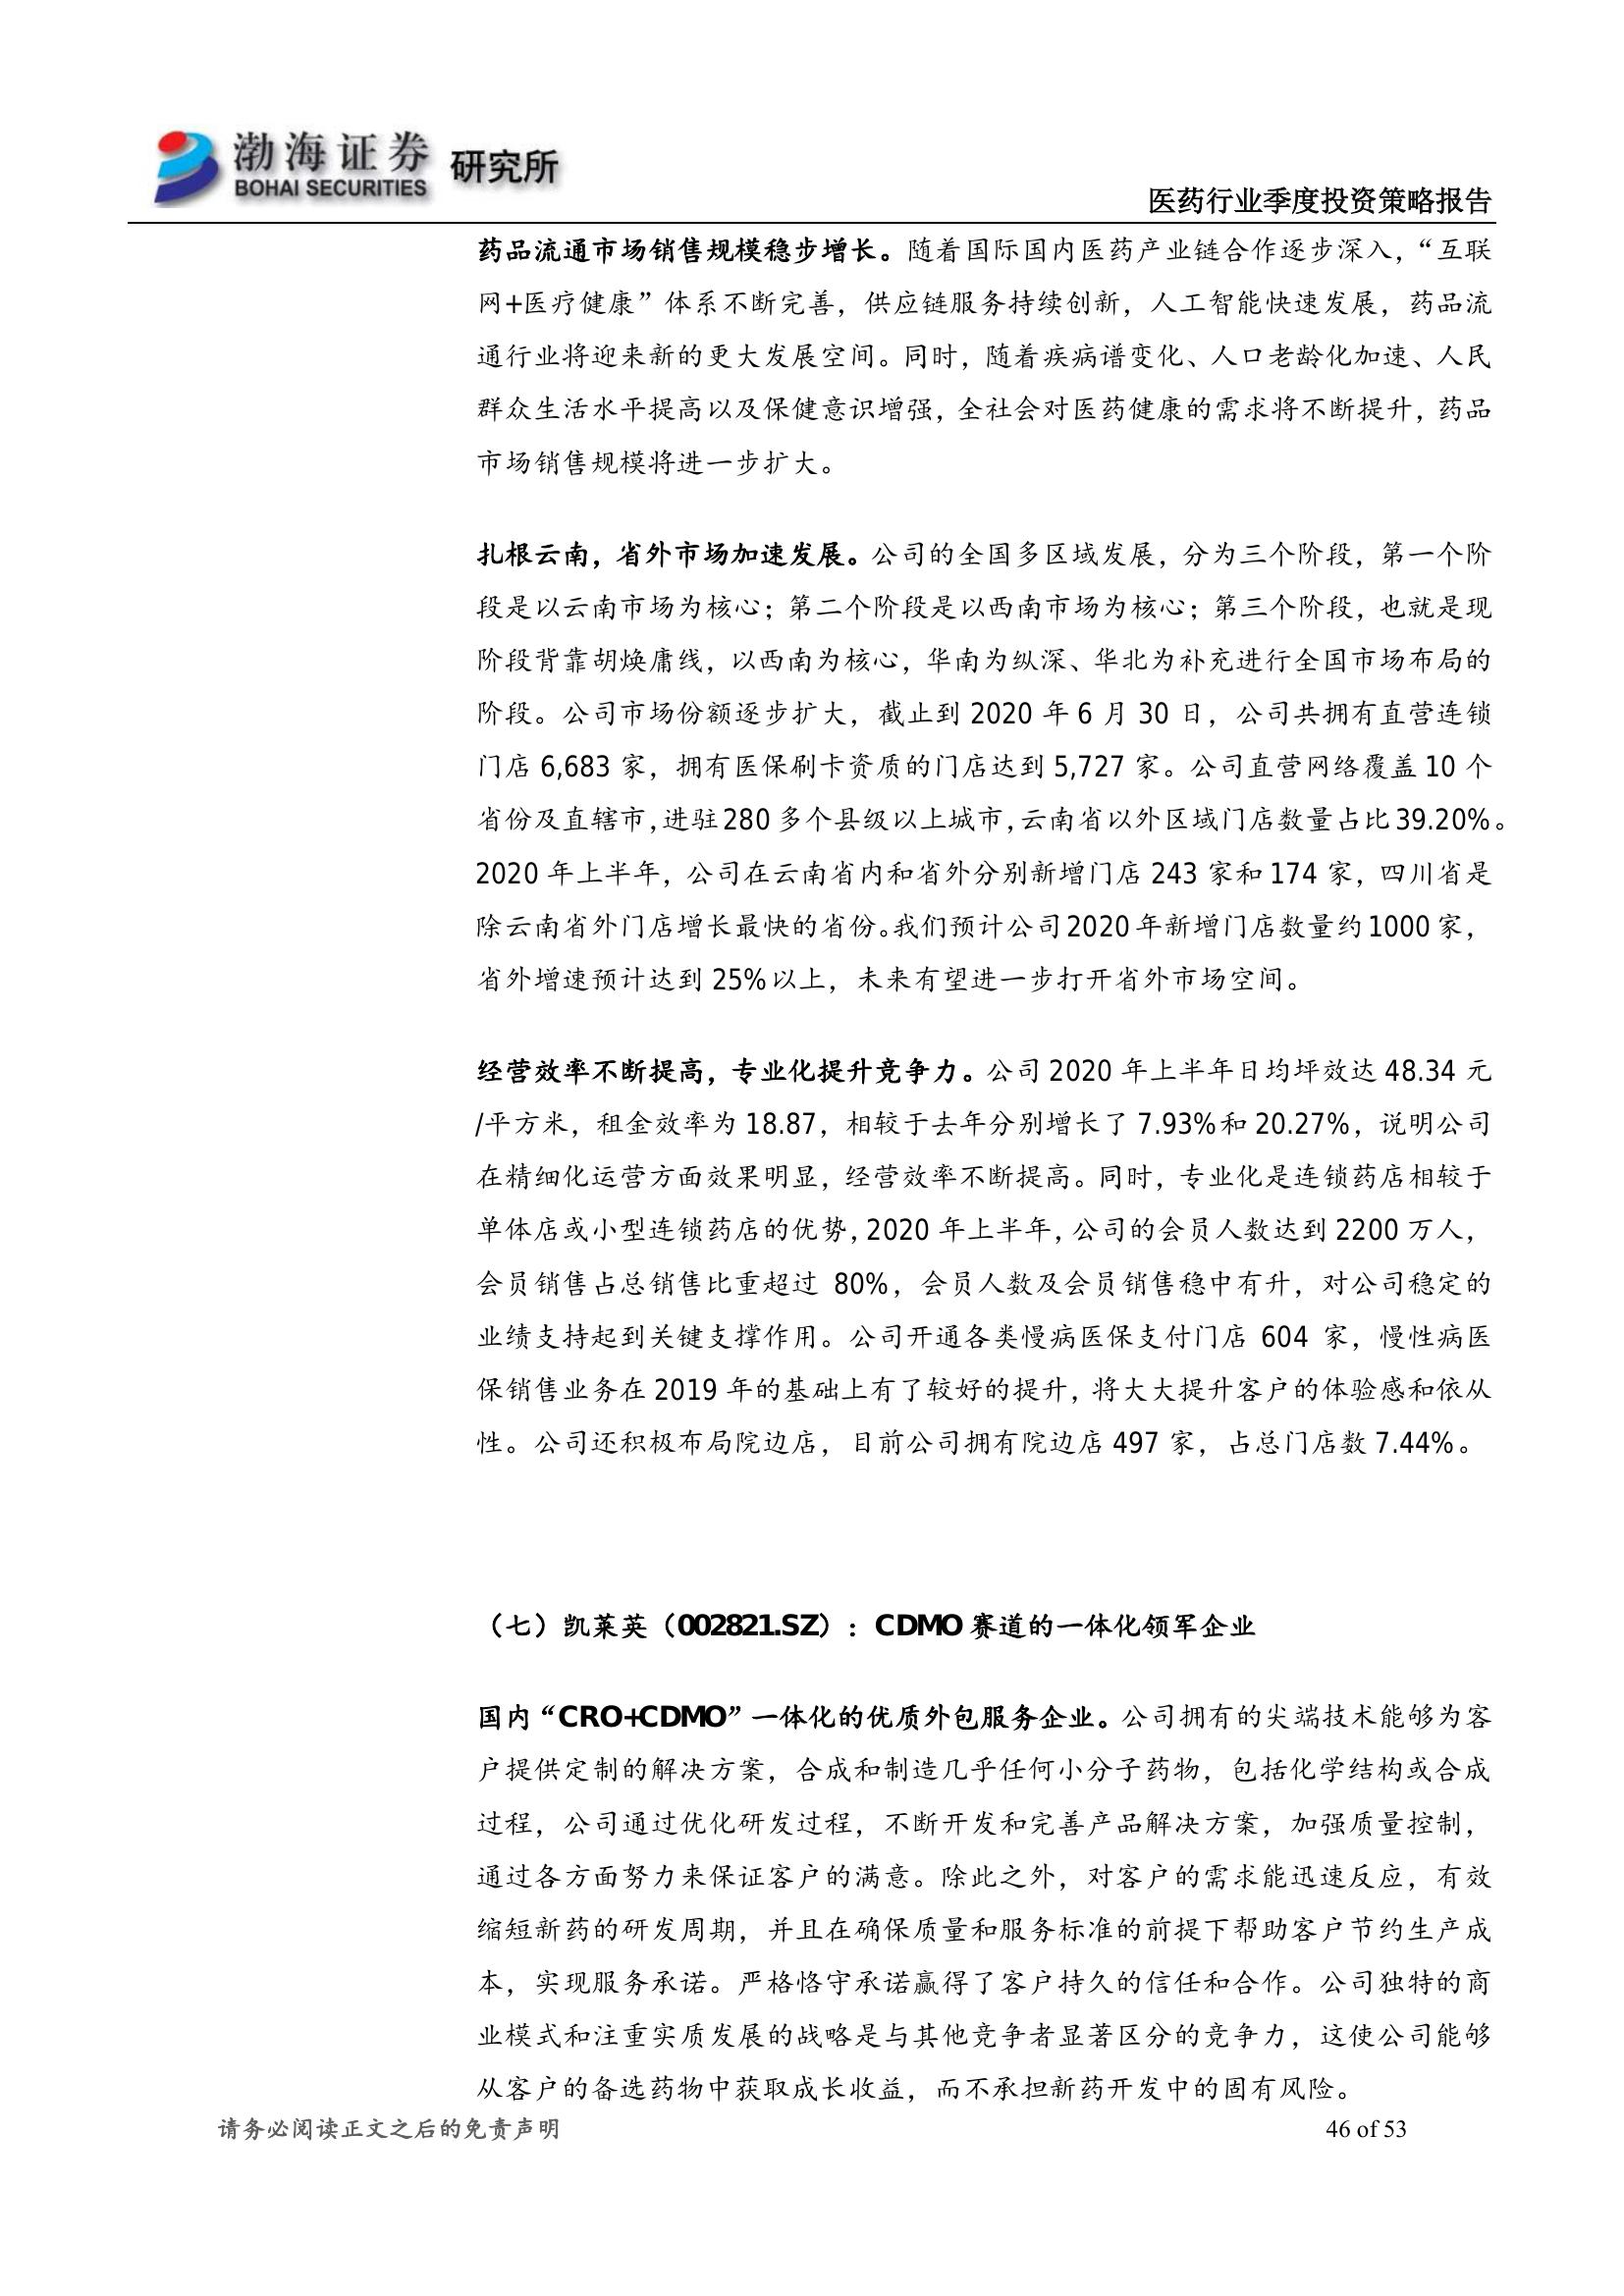 渤海证券 研究所
BOHAI SECURITIES
医药行业季度投资策略报告
药品流通市场销售规模稳步增长。随着国际国内医药产业链合作逐步深入，“互联
网+医疗健康”体系不断完善，供应链服务持续创新，人工智能快速发展，药品流
通行业将迎来新的更大发展空间。同时，随着疾病谱变化、人口老龄化加速、人民
群众生活水平提高以及保健意识增强，全社会对医药健康的需求将不断提升，药品
市场销售规模将进一步扩大。
扎根云南，省外市场加速发展。公司的全国多区域发展，分为三个阶段，第一个阶
段是以云南市场为核心；第二个阶段是以西南市场为核心；第三个阶段，也就是现
阶段背靠胡焕庸线，以西南为核心，华南为纵深、华北为补充进行全国市场布局的
阶段。公司市场份额逐步扩大，截止到 2020 年 6 月 30 日，公司共拥有直营连锁
门店 6,683 家，拥有医保刷卡资质的门店达到 5,727 家。公司直营网络覆盖 10 个
省份及直辖市，进驻 280 多个县级以上城市，云南省以外区域门店数量占比 39.20%。
2020 年上半年，公司在云南省内和省外分别新增门店 243 家和 174 家，四川省是
除云南省外门店增长最快的省份。我们预计公司 2020 年新增门店数量约 1000 家，
省外增速预计达到 25%以上，未来有望进一步打开省外市场空间。
经营效率不断提高，专业化提升竞争力。公司 2020 年上半年日均坪效达 48.34 元
/平方米，租金效率为 18.87，相较于去年分别增长了 7.93%和 20.27%，说明公司
在精细化运营方面效果明显，经营效率不断提高。同时，专业化是连锁药店相较于
单体店或小型连锁药店的优势，2020 年上半年，公司的会员人数达到 2200 万人，
会员销售占总销售比重超过 80%，会员人数及会员销售稳中有升，对公司稳定的
业绩支持起到关键支撑作用。公司开通各类慢病医保支付门店 604 家，慢性病医
保销售业务在 2019 年的基础上有了较好的提升，将大大提升客户的体验感和依从
性。公司还积极布局院边店，目前公司拥有院边店 497 家，占总门店数 7.44%。
（七）凯莱英（002821.SZ）：CDMO 赛道的一体化领军企业
国内“CRO+CDMO”一体化的优质外包服务企业。公司拥有的尖端技术能够为客
户提供定制的解决方案，合成和制造几乎任何小分子药物，包括化学结构或合成
过程，公司通过优化研发过程，不断开发和完善产品解决方案，加强质量控制，
通过各方面努力来保证客户的满意。除此之外，对客户的需求能迅速反应，有效
缩短新药的研发周期，并且在确保质量和服务标准的前提下帮助客户节约生产成
本，实现服务承诺。严格恪守承诺赢得了客户持久的信任和合作。公司独特的商
业模式和注重实质发展的战略是与其他竞争者显著区分的竞争力，这使公司能够
从客户的备选药物中获取成长收益，而不承担新药开发中的固有风险。
请务必阅读正文之后的免责声明 46 of 53